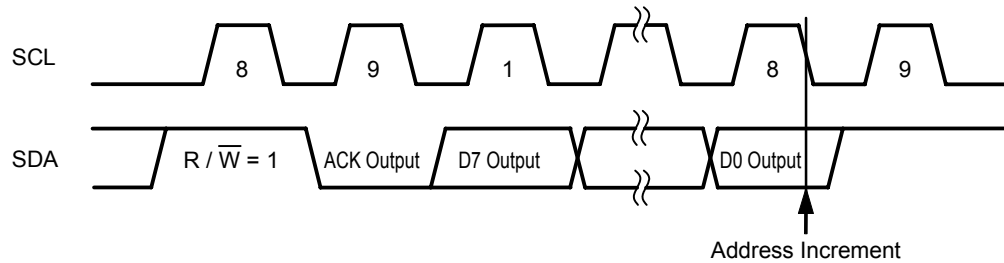 SCL
8 9 1 8 9
SDA
R / W̅ = 1 ACK Output D7 Output D0 Output
Address Increment